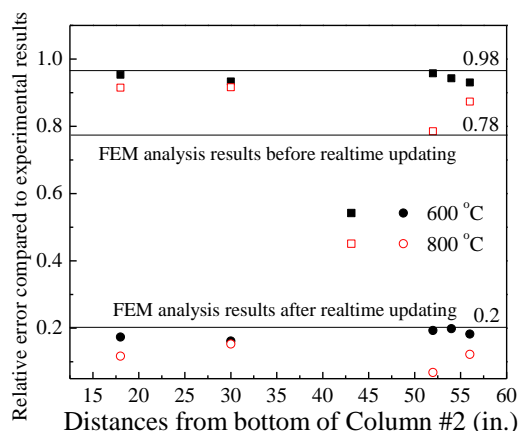 Relative error compared to experimental results
1.0
0.8
0.6
0.4
0.2
0.98
0.78
FEM analysis results before realtime updating
600 °C
800 °C
FEM analysis results after realtime updating
0.2
15 20 25 30 35 40 45 50 55 60
Distances from bottom of Column #2 (in.)